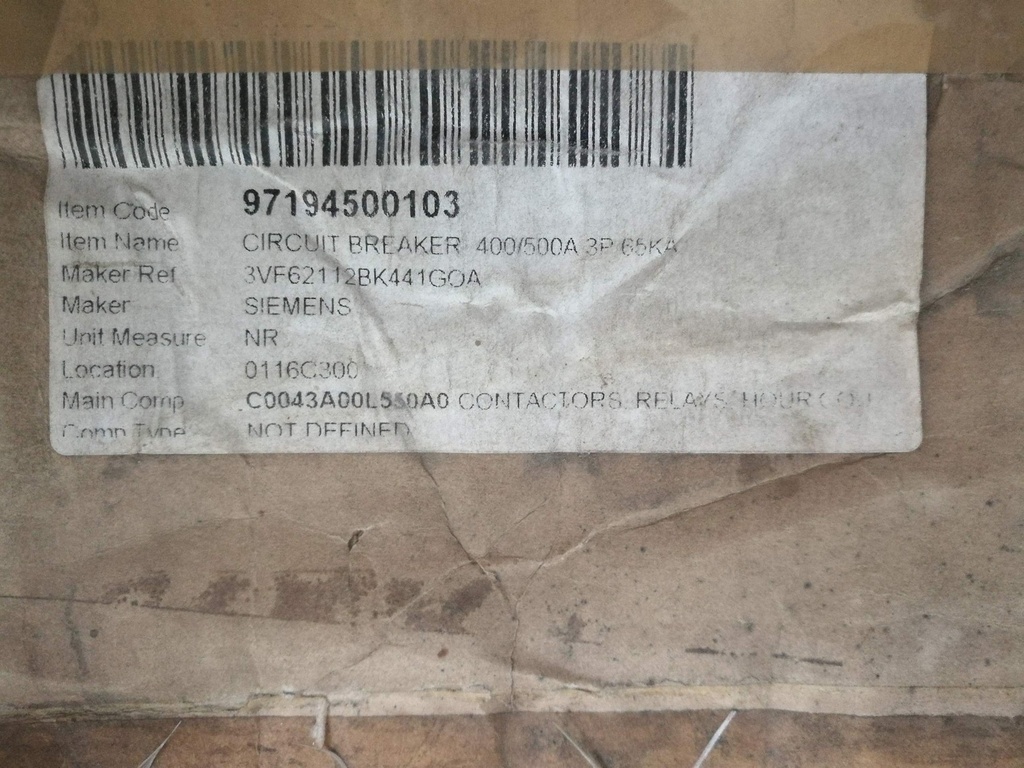 Item Code 97194500103
Item Name CIRCUIT BREAKER 400/500A 3P 65KA
Maker Ref 3VF62112BK441GOA
Maker SIEMENS
Unit Measure NR
Location 0116C300
Main Comp C0043A00L550A0 CONTACTORS RELAYS HOUR
Comp Type NOT DEFINED